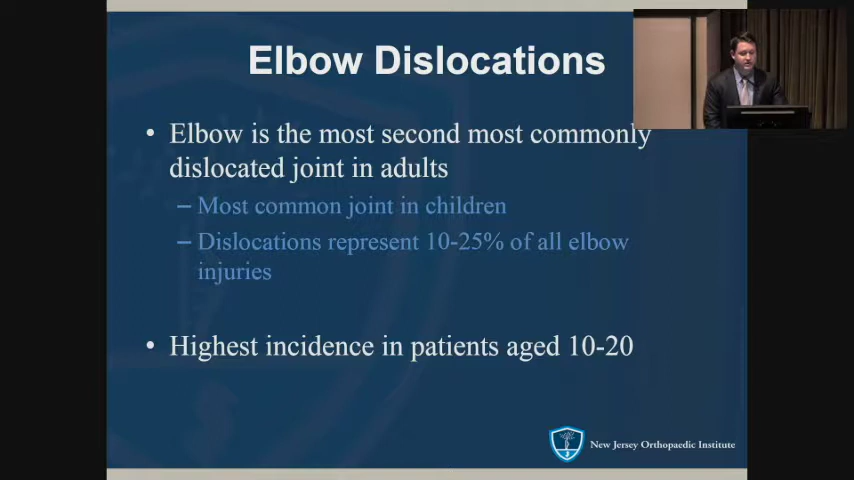 Elbow Dislocations
• Elbow is the most second most commonly
dislocated joint in adults
– Most common joint in children
– Dislocations represent 10-25% of all elbow
injuries
• Highest incidence in patients aged 10-20
New Jersey Orthopaedic Institute